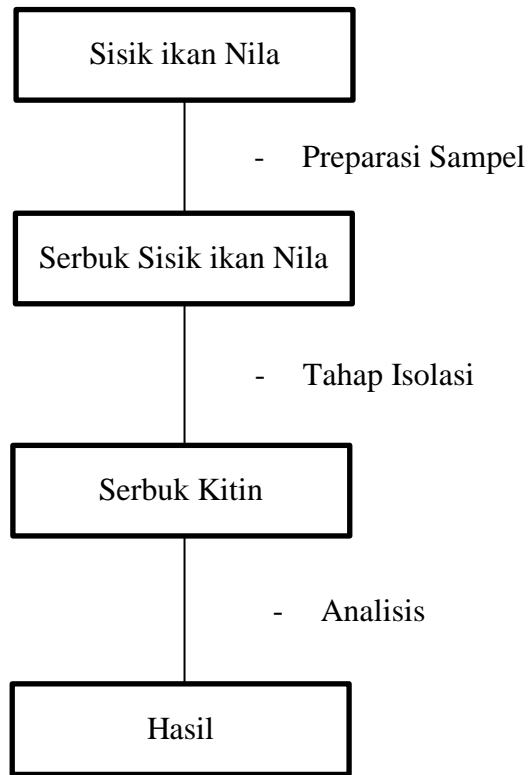 Sisik ikan Nila
- Preparasi Sampel
Serbuk Sisik ikan Nila
- Tahap Isolasi
Serbuk Kitin
- Analisis
Hasil